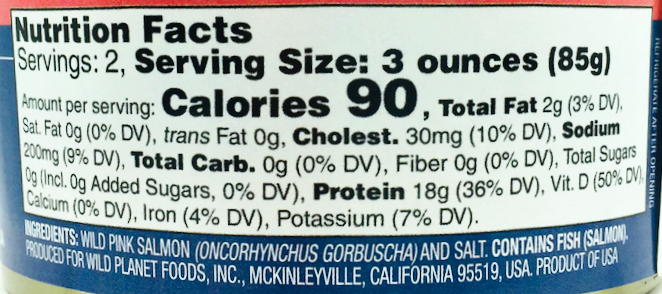 Nutrition Facts
Servings: 2, Serving Size: 3 ounces (85g)
Amount per serving: Calories 90, Total Fat 2g (3% DV),
Sat. Fat 0g (0% DV), trans Fat 0g, Cholest. 30mg (10% DV), Sodium
200mg (9% DV), Total Carb. 0g (0% DV), Fiber 0g (0% DV), Total Sugars
0g (Incl. 0g Added Sugars, 0% DV), Protein 18g (36% DV), Vit. D (50% DV),
Calcium (0% DV), Iron (4% DV), Potassium (7% DV).
INGREDIENTS: WILD PINK SALMON (ONCORHYNCHUS GORBUSCHA) AND SALT. CONTAINS FISH (SALMON).
PRODUCED FOR WILD PLANET FOODS, INC., MCKINLEYVILLE, CALIFORNIA 95519, USA. PRODUCT OF USA
REFRIGERATE AFTER OPENING